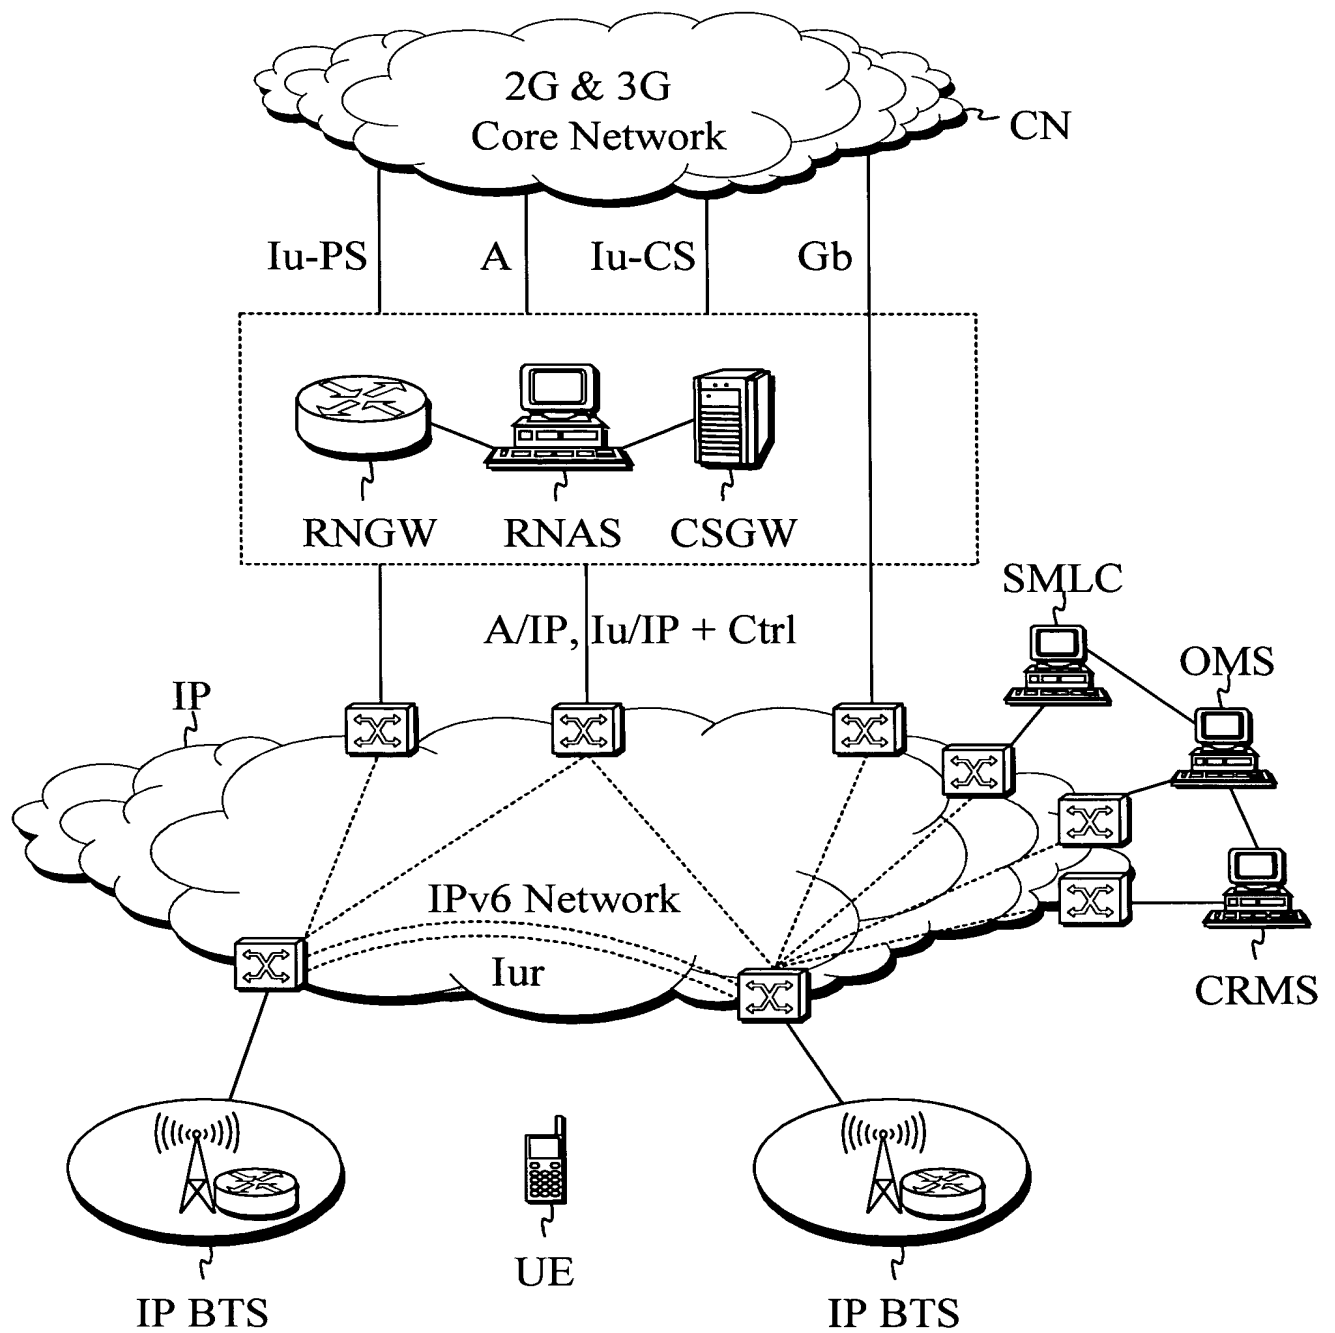 2G & 3G
Core Network
CN
Iu-PS
A
Iu-CS
Gb
RNGW
RNAS
CSGW
SMLC
A/IP, Iu/IP + Ctrl
OMS
IP
IPv6 Network
Iur
CRMS
UE
IP BTS
IP BTS